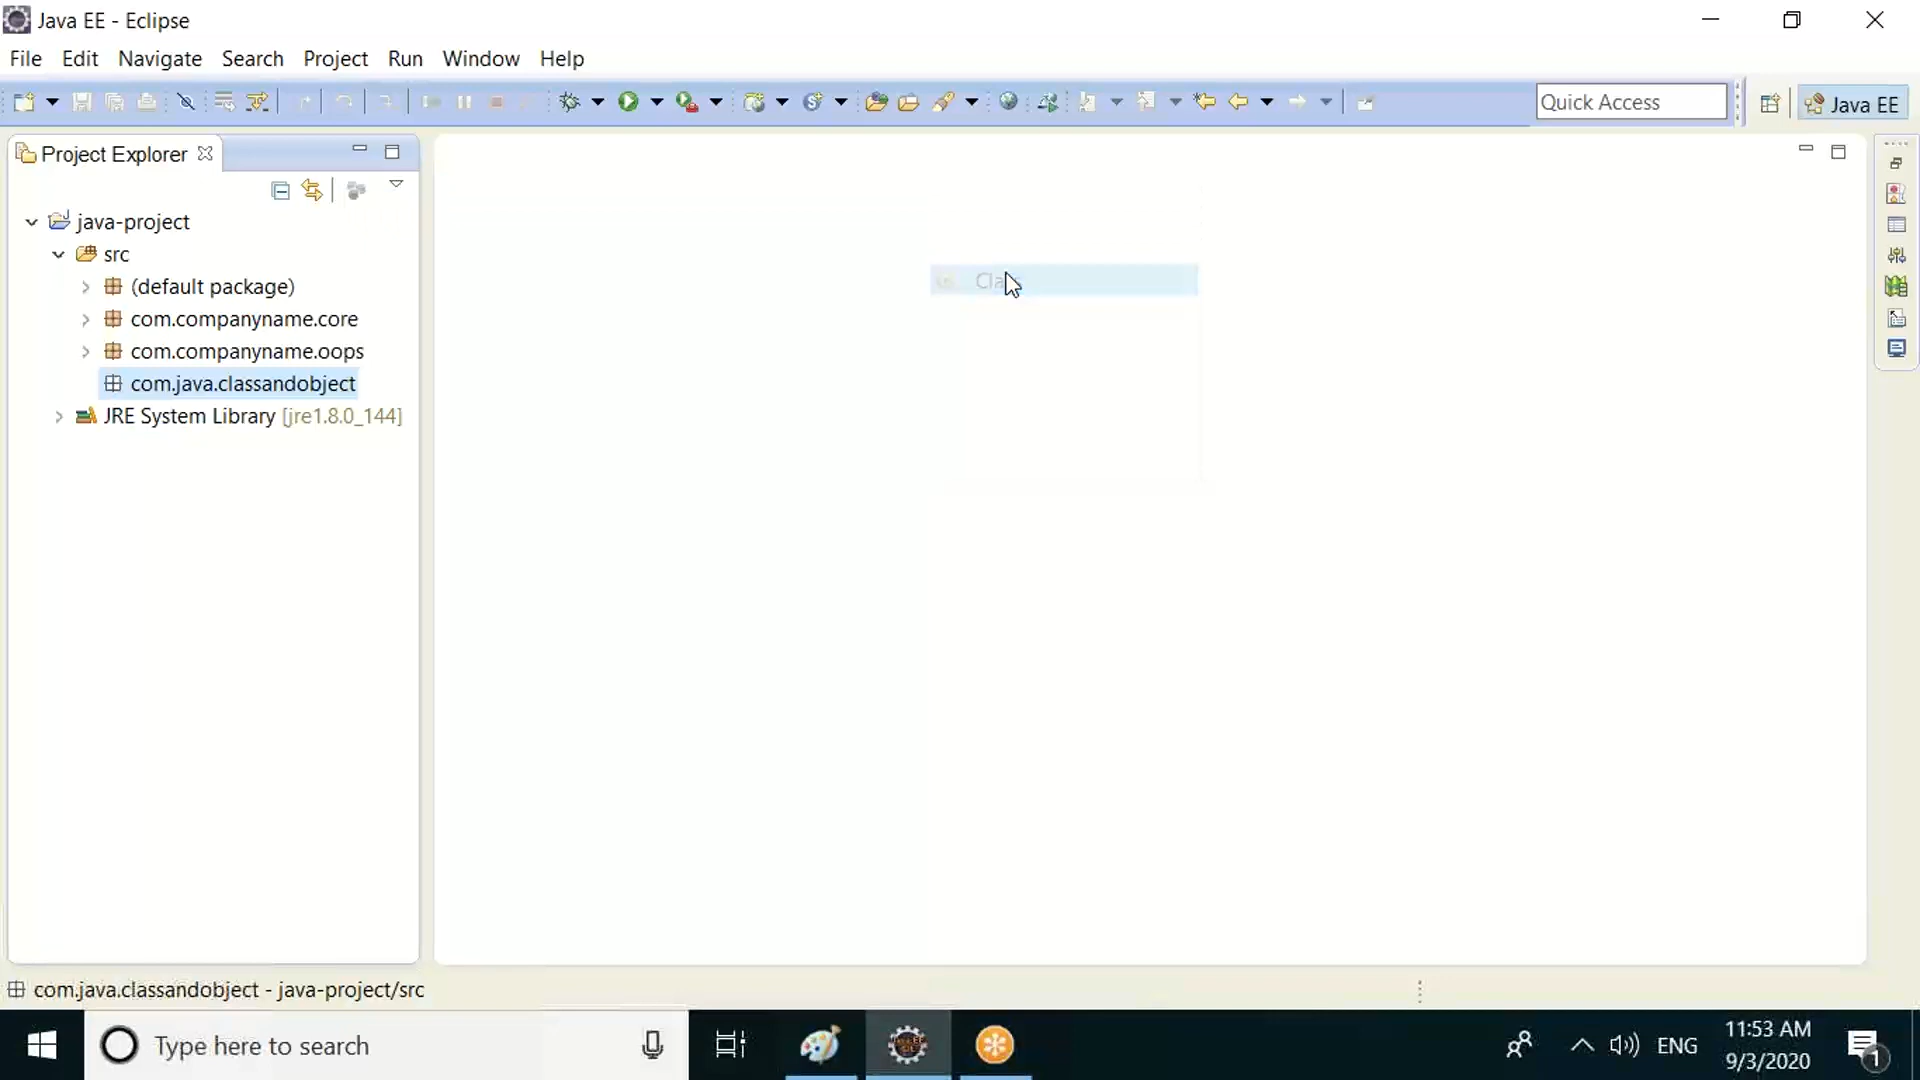 Java EE - Eclipse
File Edit Navigate Search Project Run Window Help
Quick Access
Java EE
Project Explorer
java-project
src
(default package)
com.companyname.core
com.companyname.oops
com.java.classandobject
JRE System Library [jre1.8.0_144]
com.java.classandobject - java-project/src
Type here to search
ENG
11:53 AM
9/3/2020
1